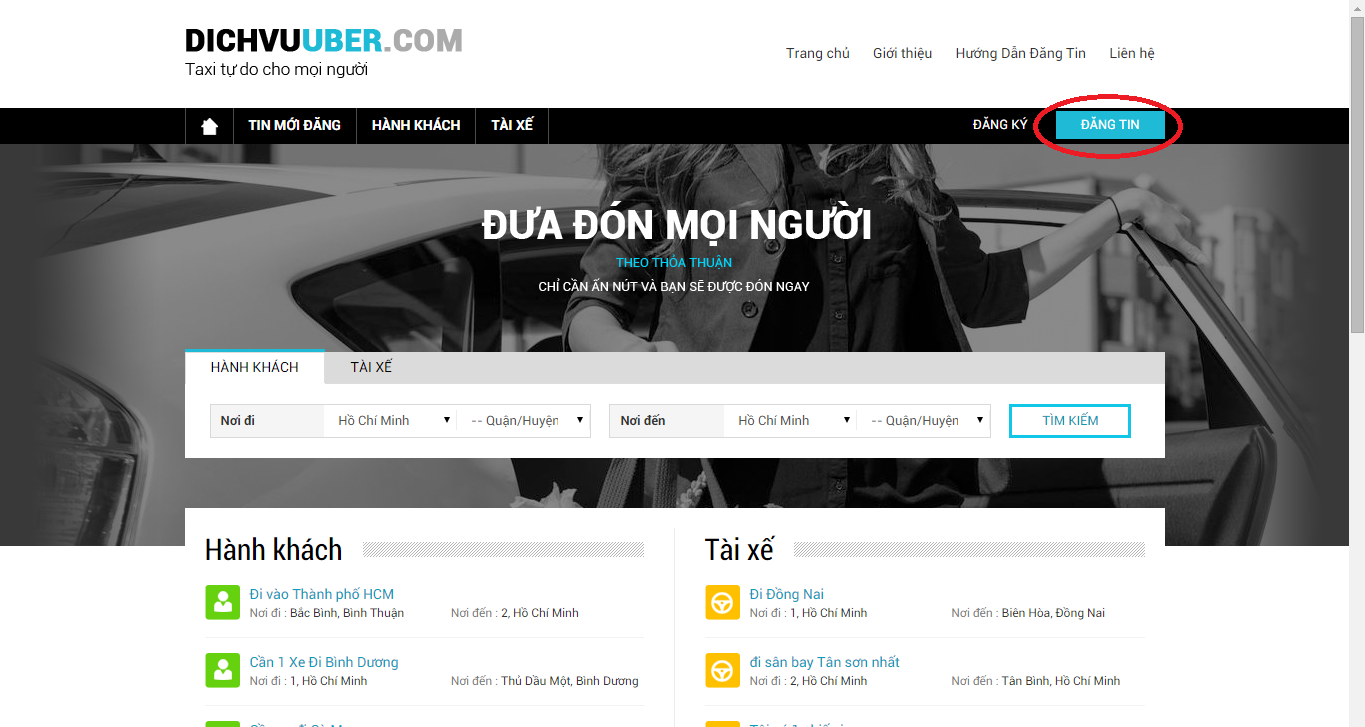 DICHVUUBER.COM
Taxi tự do cho mọi người
Trang chủ Giới thiệu Hướng Dẫn Đăng Tin Liên hệ
TIN MỚI ĐĂNG HÀNH KHÁCH TÀI XẾ ĐĂNG KÝ ĐĂNG TIN
ĐƯA ĐÓN MỌI NGƯỜI
THEO THỎA THUẬN
CHỈ CẦN ẤN NÚT VÀ BẠN SẼ ĐƯỢC ĐÓN NGAY
HÀNH KHÁCH TÀI XẾ
Nơi đi Hồ Chí Minh -- Quận/Huyện Nơi đến Hồ Chí Minh -- Quận/Huyện TÌM KIẾM
Hành khách
Đi vào Thành phố HCM
Nơi đi : Bắc Bình, Bình Thuận Nơi đến : 2, Hồ Chí Minh
Cần 1 Xe Đi Bình Dương
Nơi đi : 1, Hồ Chí Minh Nơi đến : Thủ Dầu Một, Bình Dương
Tài xế
Đi Đồng Nai
Nơi đi : 1, Hồ Chí Minh Nơi đến : Biên Hòa, Đồng Nai
đi sân bay Tân sơn nhất
Nơi đi : 2, Hồ Chí Minh Nơi đến : Tân Bình, Hồ Chí Minh